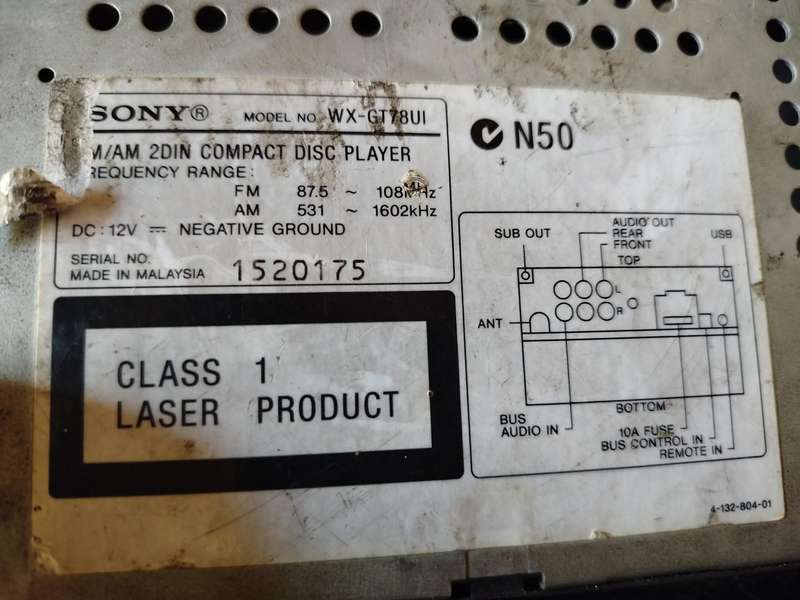 SONY®
MODEL NO. WX-GT78UI
M/AM 2DIN COMPACT DISC PLAYER
REQUENCY RANGE:
FM 87.5 ~ 108MHz
AM 531 ~ 1602kHz
DC: 12V ⎓ NEGATIVE GROUND
SERIAL NO.
MADE IN MALAYSIA 1520175
CLASS 1
LASER PRODUCT
N50
AUDIO OUT
SUB OUT REAR USB
FRONT
TOP
L
R
ANT
BOTTOM
BUS
AUDIO IN
10A FUSE
BUS CONTROL IN
REMOTE IN
4-132-804-01